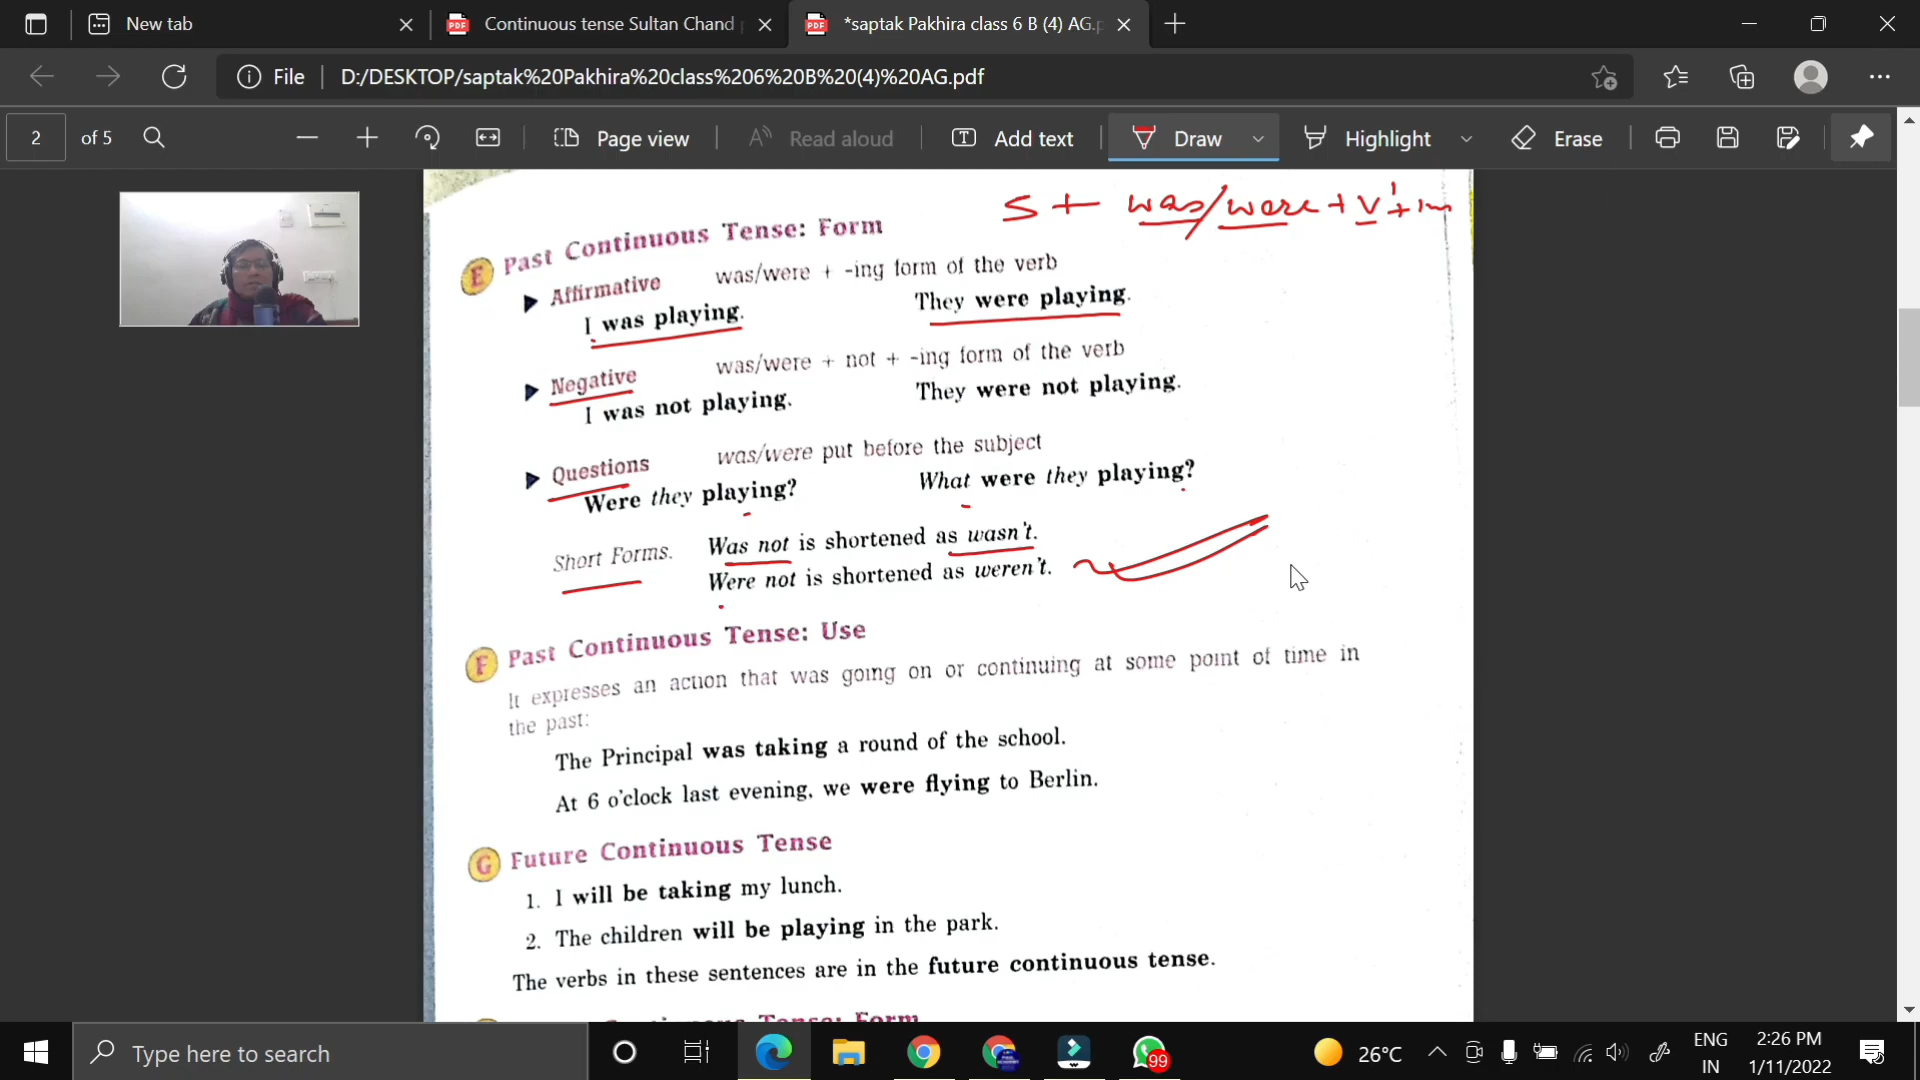 New tab
Continuous tense Sultan Chand
*saptak Pakhira class 6 B (4) AG.p
File
D:/DESKTOP/saptak%20Pakhira%20class%206%20B%20(4)%20AG.pdf
2 of 5
Page view
Read aloud
Add text
Draw
Highlight
Erase
S + was/were + V¹ + in
E Past Continuous Tense: Form
Affirmative was/were + -ing form of the verb
I was playing. They were playing.
Negative was/were + not + -ing form of the verb
I was not playing. They were not playing.
Questions was/were put before the subject
Were they playing? What were they playing?
Short Forms. Was not is shortened as wasn't.
Were not is shortened as weren't.
F Past Continuous Tense: Use
It expresses an action that was going on or continuing at some point of time in
the past:
The Principal was taking a round of the school.
At 6 o'clock last evening, we were flying to Berlin.
G Future Continuous Tense
1. I will be taking my lunch.
2. The children will be playing in the park.
The verbs in these sentences are in the future continuous tense.
Tense: Form
Type here to search
99
26°C
ENG
IN
2:26 PM
1/11/2022